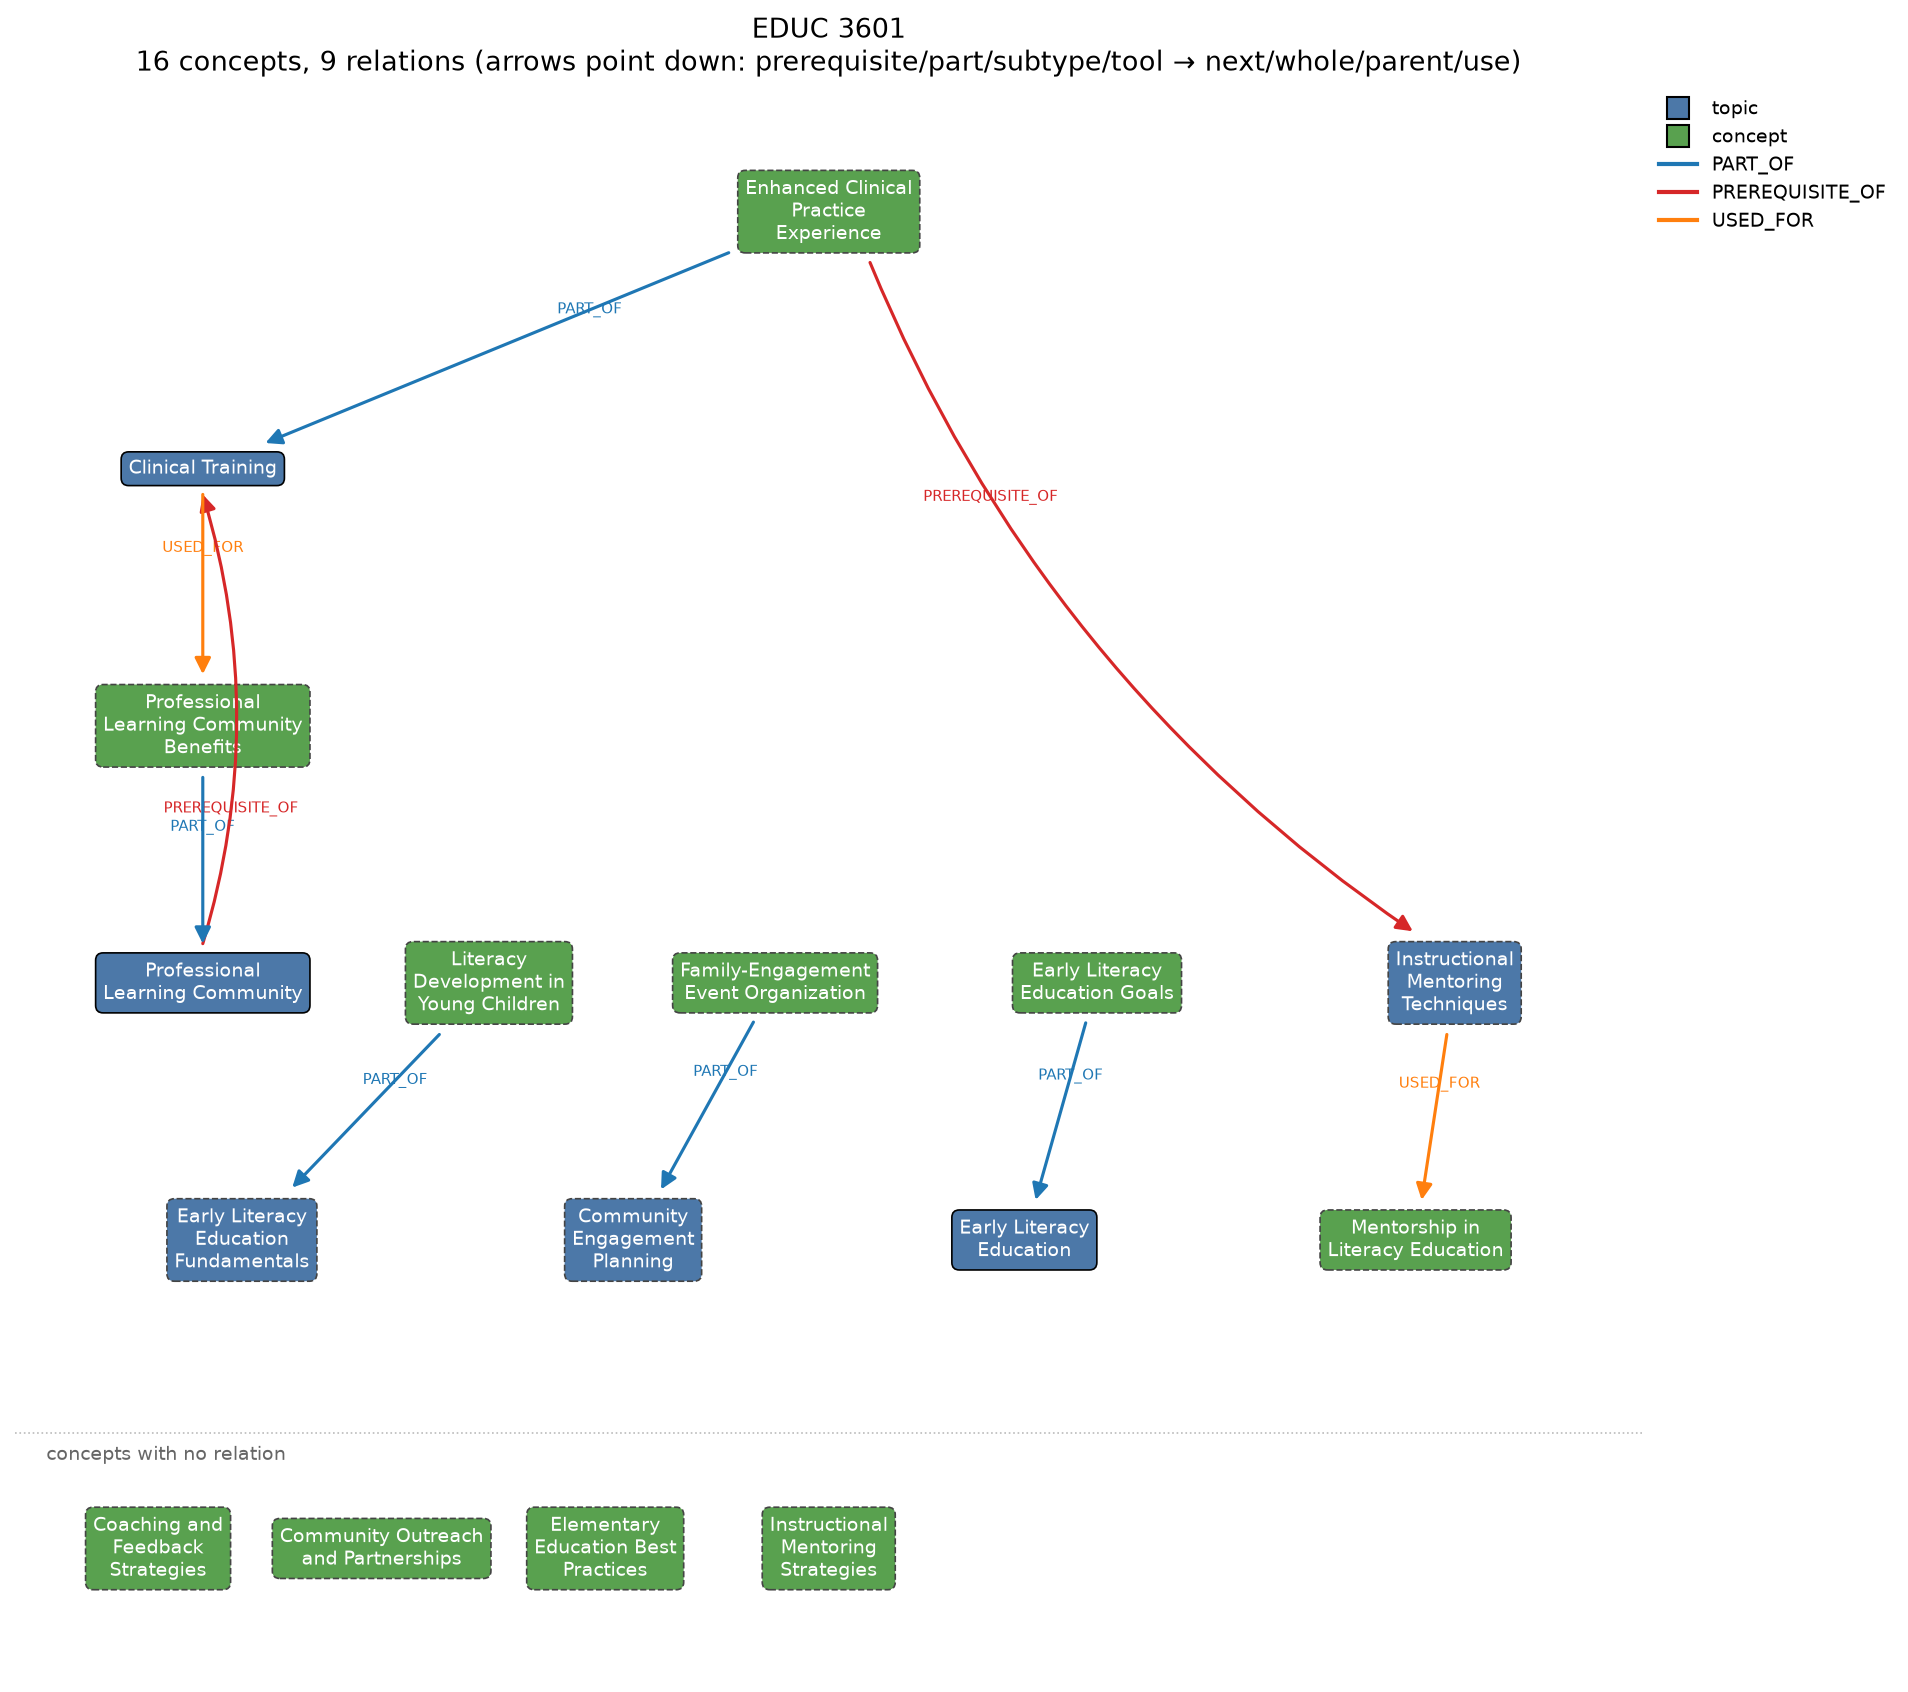 EDUC 3601
16 concepts, 9 relations (arrows point down: prerequisite/part/subtype/tool → next/whole/parent/use)
topic
concept
PART_OF
PREREQUISITE_OF
USED_FOR
Enhanced Clinical
Practice
Experience
PART_OF
PREREQUISITE_OF
Clinical Training
USED_FOR
Professional
Learning Community
Benefits
PREREQUISITE_OF
PART_OF
Professional
Learning Community
Literacy
Development in
Young Children
Family-Engagement
Event Organization
Early Literacy
Education Goals
Instructional
Mentoring
Techniques
PART_OF
PART_OF
PART_OF
USED_FOR
Early Literacy
Education
Fundamentals
Community
Engagement
Planning
Early Literacy
Education
Mentorship in
Literacy Education
concepts with no relation
Coaching and
Feedback
Strategies
Community Outreach
and Partnerships
Elementary
Education Best
Practices
Instructional
Mentoring
Strategies